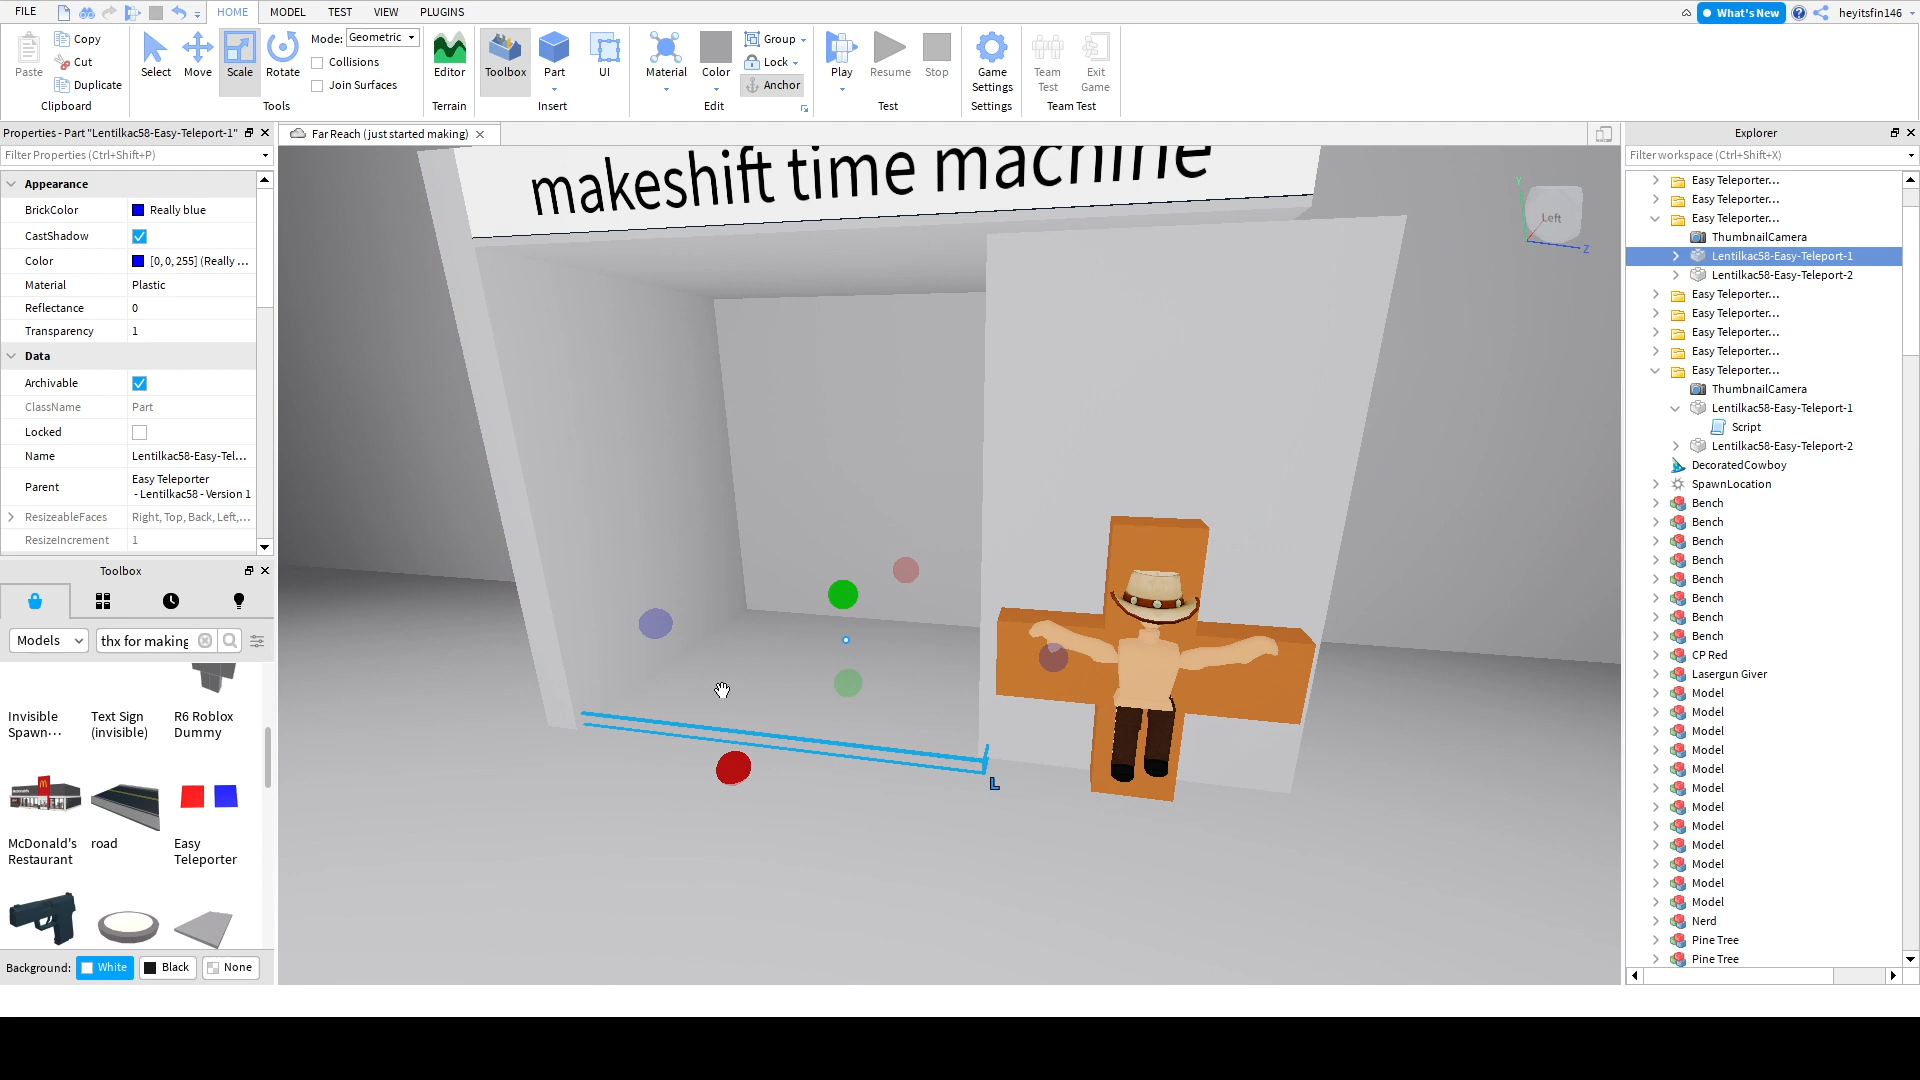 FILE
HOME
MODEL
TEST
VIEW
PLUGINS
What's New
heyitsfin146
Paste
Copy
Cut
Duplicate
Clipboard
Select
Move
Scale
Rotate
Mode: Geometric
Collisions
Join Surfaces
Tools
Editor
Terrain
Toolbox
Part
UI
Insert
Material
Color
Group
Lock
Anchor
Edit
Play
Resume
Stop
Test
Game
Settings
Settings
Team
Test
Exit
Game
Team Test
Properties - Part "Lentilkac58-Easy-Teleport-1"
Filter Properties (Ctrl+Shift+P)
Appearance
BrickColor Really blue
CastShadow
Color [0, 0, 255] (Really ...
Material Plastic
Reflectance 0
Transparency 1
Data
Archivable
ClassName Part
Locked
Name Lentilkac58-Easy-Tel...
Parent Easy Teleporter
- Lentilkac58 - Version 1
ResizeableFaces Right, Top, Back, Left,...
ResizeIncrement 1
Toolbox
Models thx for making
Invisible
Spawn···
Text Sign
(invisible)
R6 Roblox
Dummy
McDonald's
Restaurant
road
Easy
Teleporter
Background: White Black None
Far Reach (just started making)
makeshift time machine
Left
Y
Z
L
Explorer
Filter workspace (Ctrl+Shift+X)
Easy Teleporter...
Easy Teleporter...
Easy Teleporter...
ThumbnailCamera
Lentilkac58-Easy-Teleport-1
Lentilkac58-Easy-Teleport-2
Easy Teleporter...
Easy Teleporter...
Easy Teleporter...
Easy Teleporter...
Easy Teleporter...
ThumbnailCamera
Lentilkac58-Easy-Teleport-1
Script
Lentilkac58-Easy-Teleport-2
DecoratedCowboy
SpawnLocation
Bench
Bench
Bench
Bench
Bench
Bench
Bench
Bench
CP Red
Lasergun Giver
Model
Model
Model
Model
Model
Model
Model
Model
Model
Model
Model
Model
Nerd
Pine Tree
Pine Tree